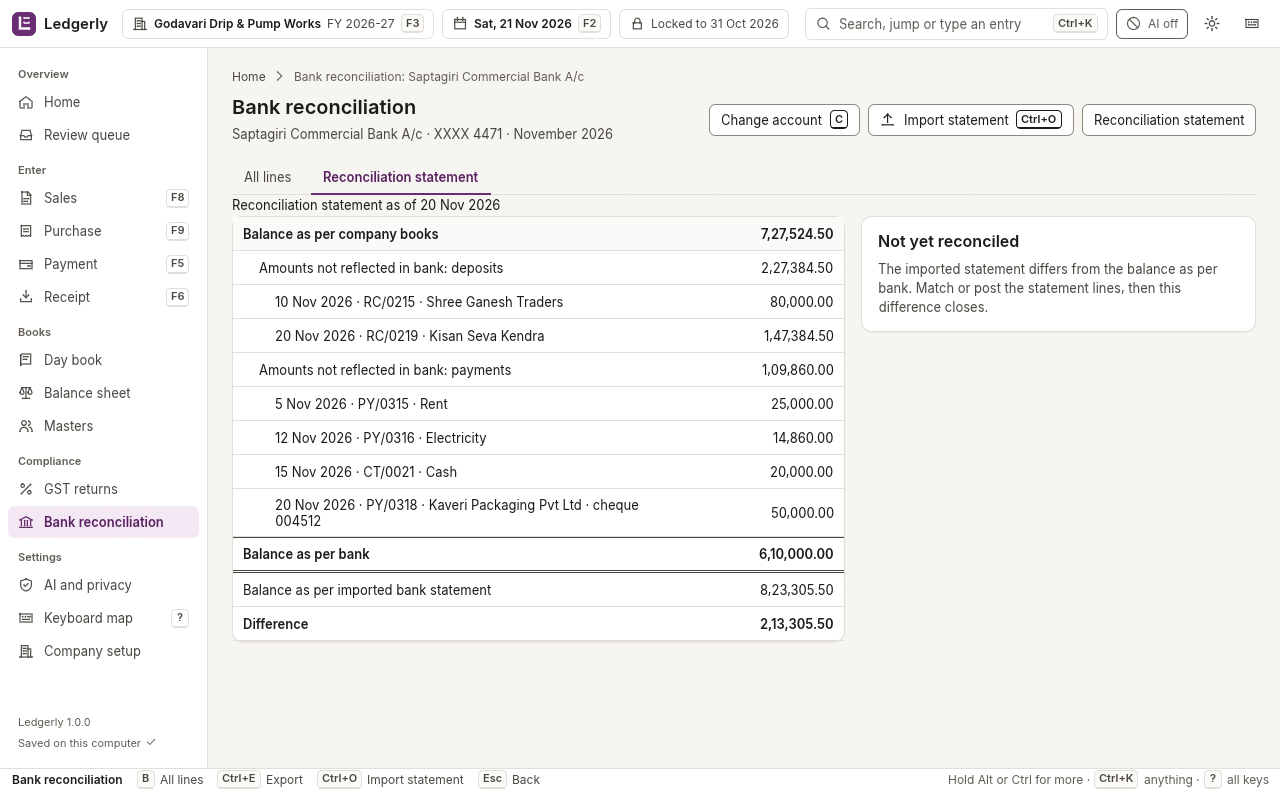 Ledgerly
Godavari Drip & Pump Works FY 2026-27 F3
Sat, 21 Nov 2026 F2
Locked to 31 Oct 2026
Search, jump or type an entry Ctrl+K
AI off
Overview
Home
Review queue
Enter
Sales F8
Purchase F9
Payment F5
Receipt F6
Books
Day book
Balance sheet
Masters
Compliance
GST returns
Bank reconciliation
Settings
AI and privacy
Keyboard map ?
Company setup
Ledgerly 1.0.0
Saved on this computer
Home Bank reconciliation: Saptagiri Commercial Bank A/c
Bank reconciliation
Saptagiri Commercial Bank A/c · XXXX 4471 · November 2026
Change account C
Import statement Ctrl+O
Reconciliation statement
All lines Reconciliation statement
Reconciliation statement as of 20 Nov 2026
Balance as per company books 7,27,524.50
Amounts not reflected in bank: deposits 2,27,384.50
10 Nov 2026 · RC/0215 · Shree Ganesh Traders 80,000.00
20 Nov 2026 · RC/0219 · Kisan Seva Kendra 1,47,384.50
Amounts not reflected in bank: payments 1,09,860.00
5 Nov 2026 · PY/0315 · Rent 25,000.00
12 Nov 2026 · PY/0316 · Electricity 14,860.00
15 Nov 2026 · CT/0021 · Cash 20,000.00
20 Nov 2026 · PY/0318 · Kaveri Packaging Pvt Ltd · cheque
004512 50,000.00
Balance as per bank 6,10,000.00
Balance as per imported bank statement 8,23,305.50
Difference 2,13,305.50
Not yet reconciled
The imported statement differs from the balance as per
bank. Match or post the statement lines, then this
difference closes.
Bank reconciliation B All lines Ctrl+E Export Ctrl+O Import statement Esc Back
Hold Alt or Ctrl for more · Ctrl+K anything · ? all keys